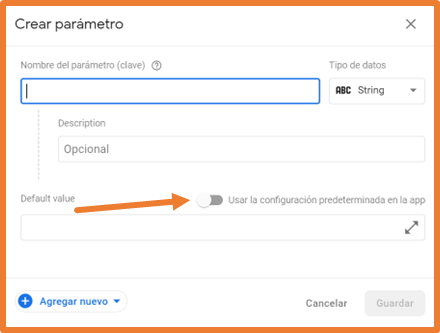 Crear parámetro
Nombre del parámetro (clave) ?
Tipo de datos
ABC String
Description
Opcional
Default value
Usar la configuración predeterminada en la app
Agregar nuevo
Cancelar
Guardar